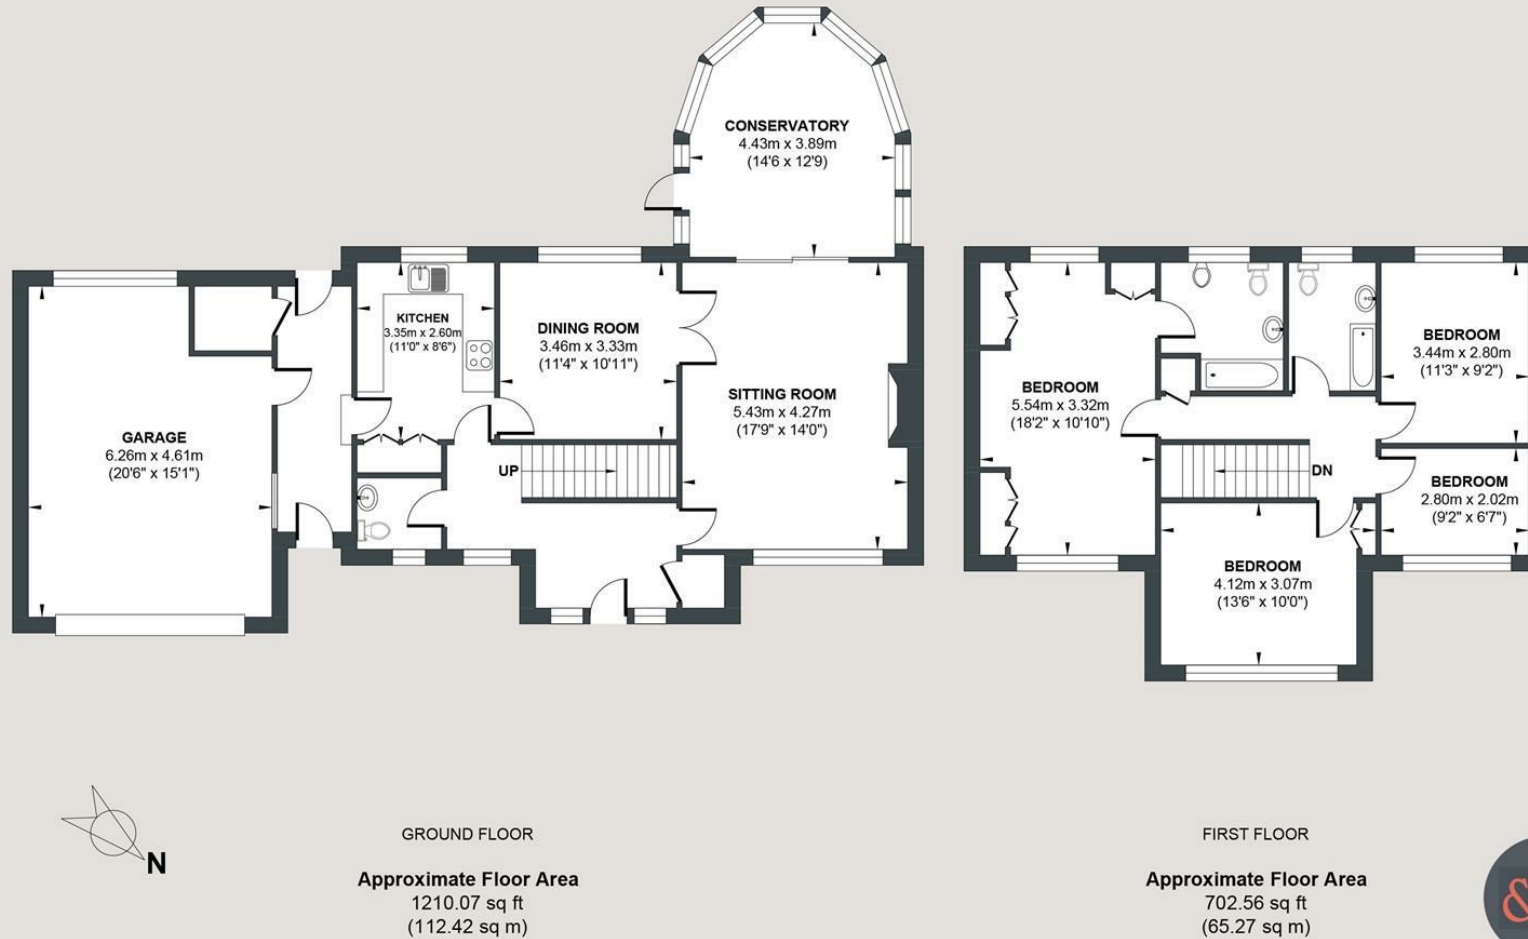 CONSERVATORY
4.43m x 3.89m
(14'6 x 12'9)
KITCHEN
3.35m x 2.60m
(11'0" x 8'6")
DINING ROOM
3.46m x 3.33m
(11'4" x 10'11")
SITTING ROOM
5.43m x 4.27m
(17'9" x 14'0")
GARAGE
6.26m x 4.61m
(20'6" x 15'1")
UP
BEDROOM
5.54m x 3.32m
(18'2" x 10'10")
BEDROOM
3.44m x 2.80m
(11'3" x 9'2")
DN
BEDROOM
2.80m x 2.02m
(9'2" x 6'7")
BEDROOM
4.12m x 3.07m
(13'6" x 10'0")
N
GROUND FLOOR
Approximate Floor Area
1210.07 sq ft
(112.42 sq m)
FIRST FLOOR
Approximate Floor Area
702.56 sq ft
(65.27 sq m)
&